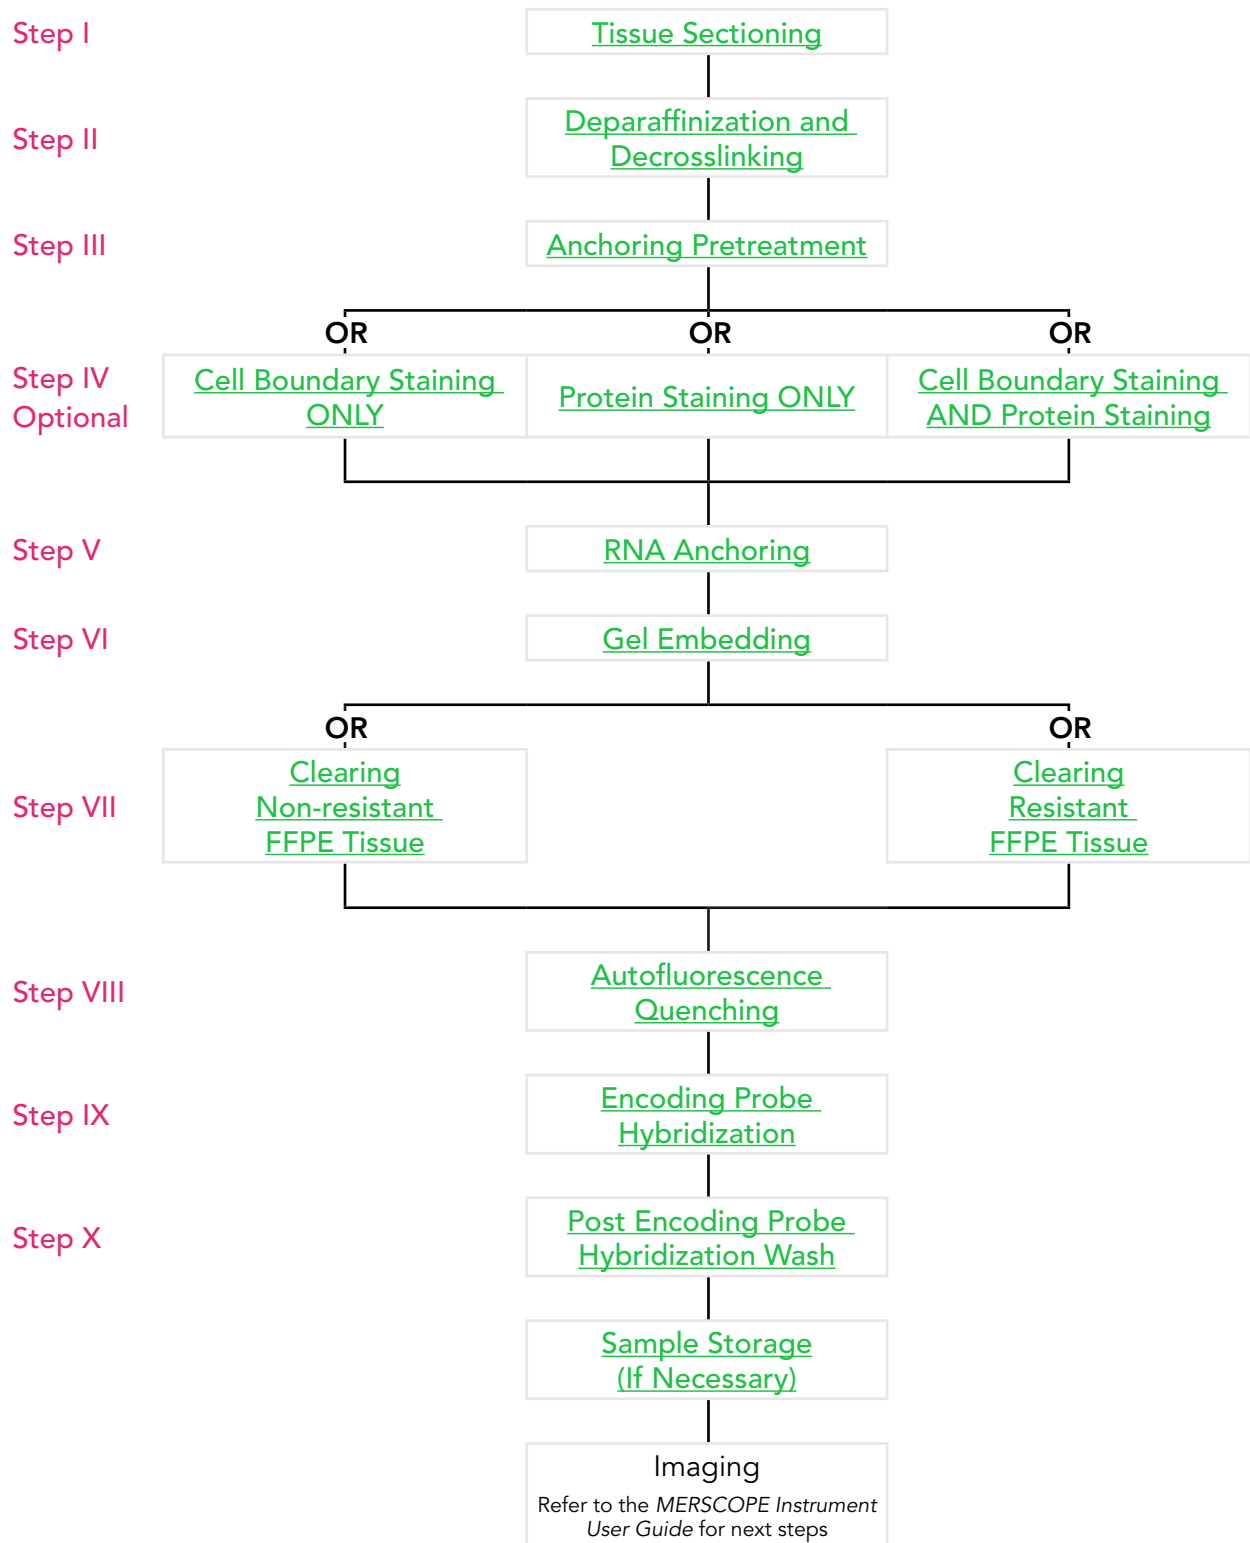 Step I
Tissue Sectioning
Step II
Deparaffinization and
Decrosslinking
Step III
Anchoring Pretreatment
OR
OR
OR
Step IV
Optional
Cell Boundary Staining
ONLY
Protein Staining ONLY
Cell Boundary Staining
AND Protein Staining
Step V
RNA Anchoring
Step VI
Gel Embedding
OR
OR
Step VII
Clearing
Non-resistant
FFPE Tissue
Clearing
Resistant
FFPE Tissue
Step VIII
Autofluorescence
Quenching
Step IX
Encoding Probe
Hybridization
Step X
Post Encoding Probe
Hybridization Wash
Sample Storage
(If Necessary)
Imaging
Refer to the MERSCOPE Instrument
User Guide for next steps